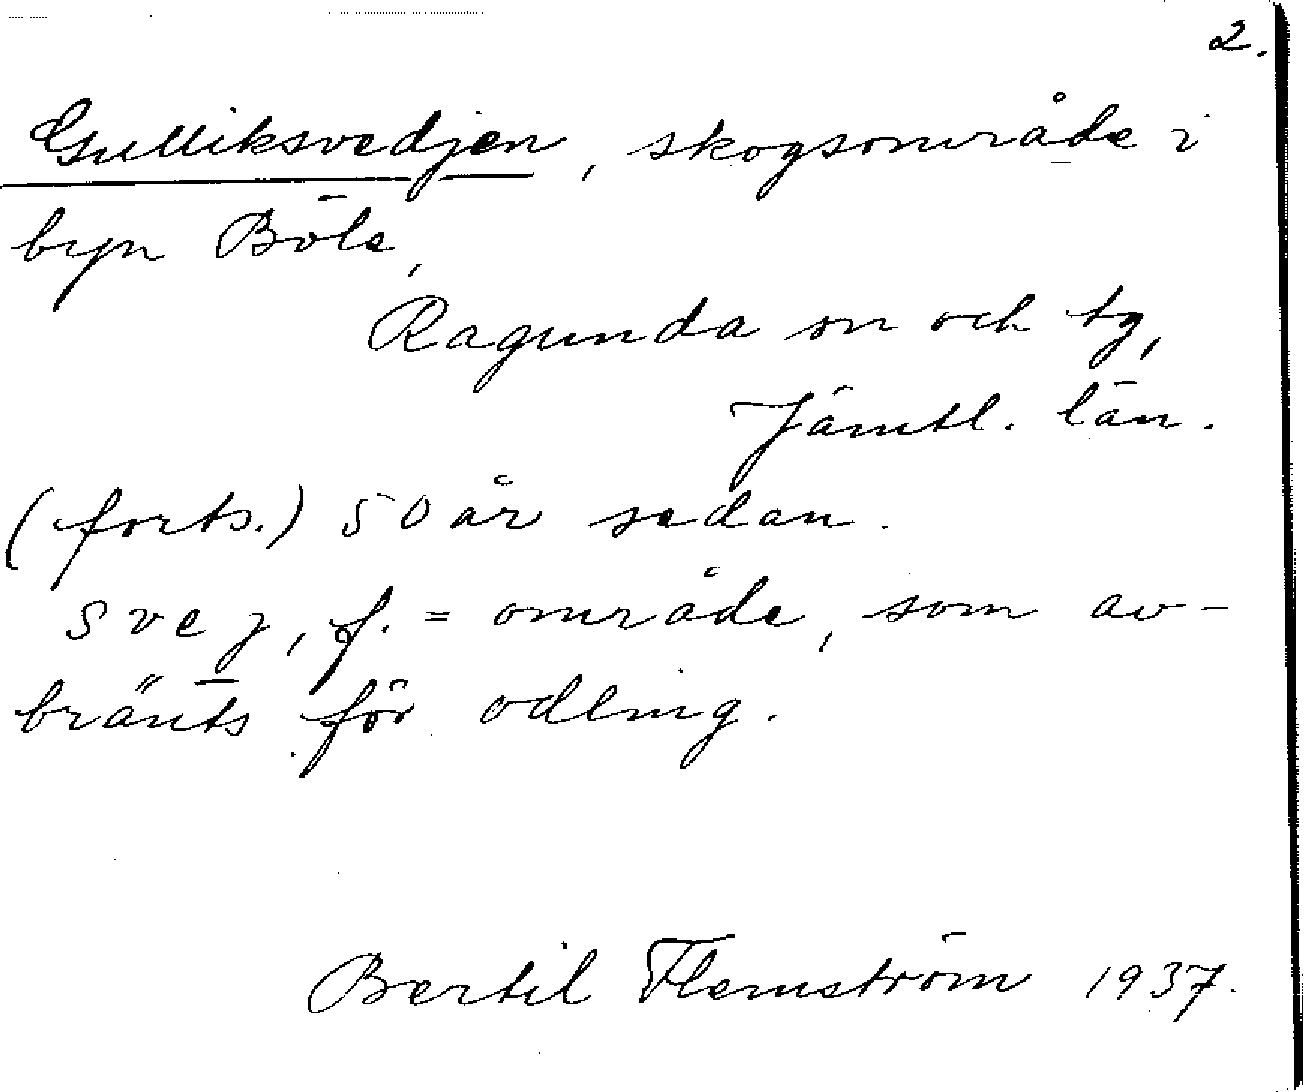 2.
Gulliksvedjen, skogsområde i
byn Böle,
Ragunda sn och tg,
Jämtl. län.
(forts.) 50 år sedan.
svej, f. = område, som av-
bränts för odling.
Bertil Flemström 1937.